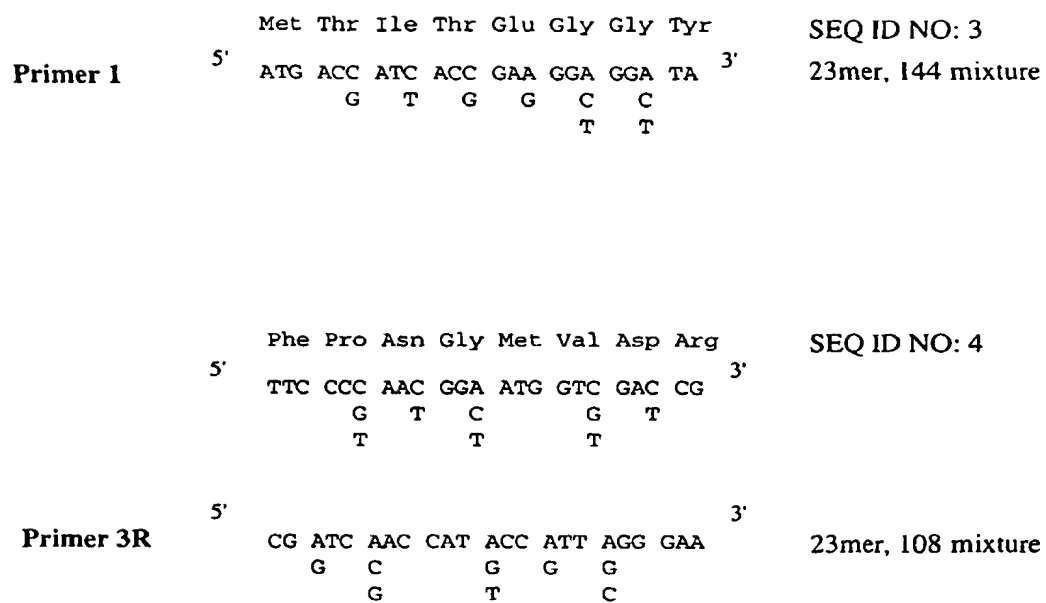 Met Thr Ile Thr Glu Gly Gly Tyr SEQ ID NO: 3
Primer 1 5' ATG ACC ATC ACC GAA GGA GGA TA 3' 23mer, 144 mixture
G T G G C C
T T
Phe Pro Asn Gly Met Val Asp Arg SEQ ID NO: 4
5' TTC CCC AAC GGA ATG GTC GAC CG 3'
G T C G T
T T T
Primer 3R 5' CG ATC AAC CAT ACC ATT AGG GAA 3' 23mer, 108 mixture
G C G G G
G T C